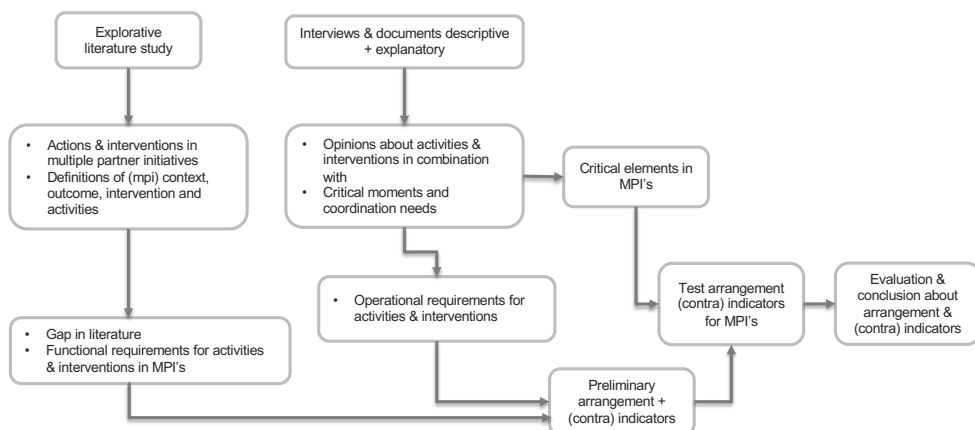 Explorative
literature study
Interviews & documents descriptive
+ explanatory
• Actions & interventions in
multiple partner initiatives
• Definitions of (mpi) context,
outcome, intervention and
activities
• Opinions about activities &
interventions in combination
with
• Critical moments and
coordination needs
Critical elements in
MPI's
• Gap in literature
• Functional requirements for activities
& interventions in MPI's
• Operational requirements for
activities & interventions
Test arrangement
(contra) indicators
for MPI's
Evaluation &
conclusion about
arrangement &
(contra) indicators
Preliminary
arrangement +
(contra) indicators